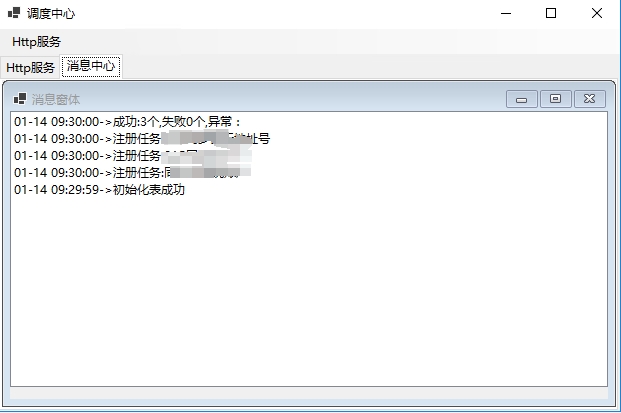 调度中心
Http服务
Http服务 消息中心
消息窗体
01-14 09:30:00->成功:3个,失败0个,异常：
01-14 09:30:00->注册任务 址号
01-14 09:30:00->注册任务
01-14 09:30:00->注册任务:同
01-14 09:29:59->初始化表成功